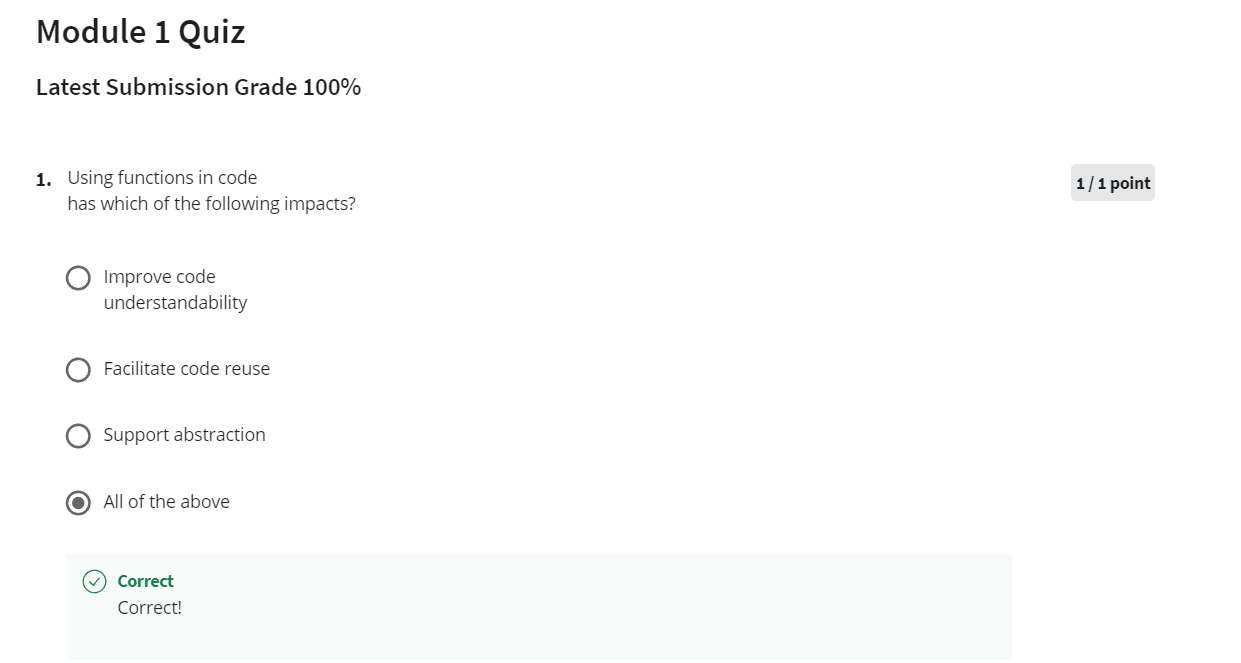 Module 1 Quiz
Latest Submission Grade 100%
1. Using functions in code
has which of the following impacts?
1 / 1 point
Improve code
understandability
Facilitate code reuse
Support abstraction
All of the above
Correct
Correct!